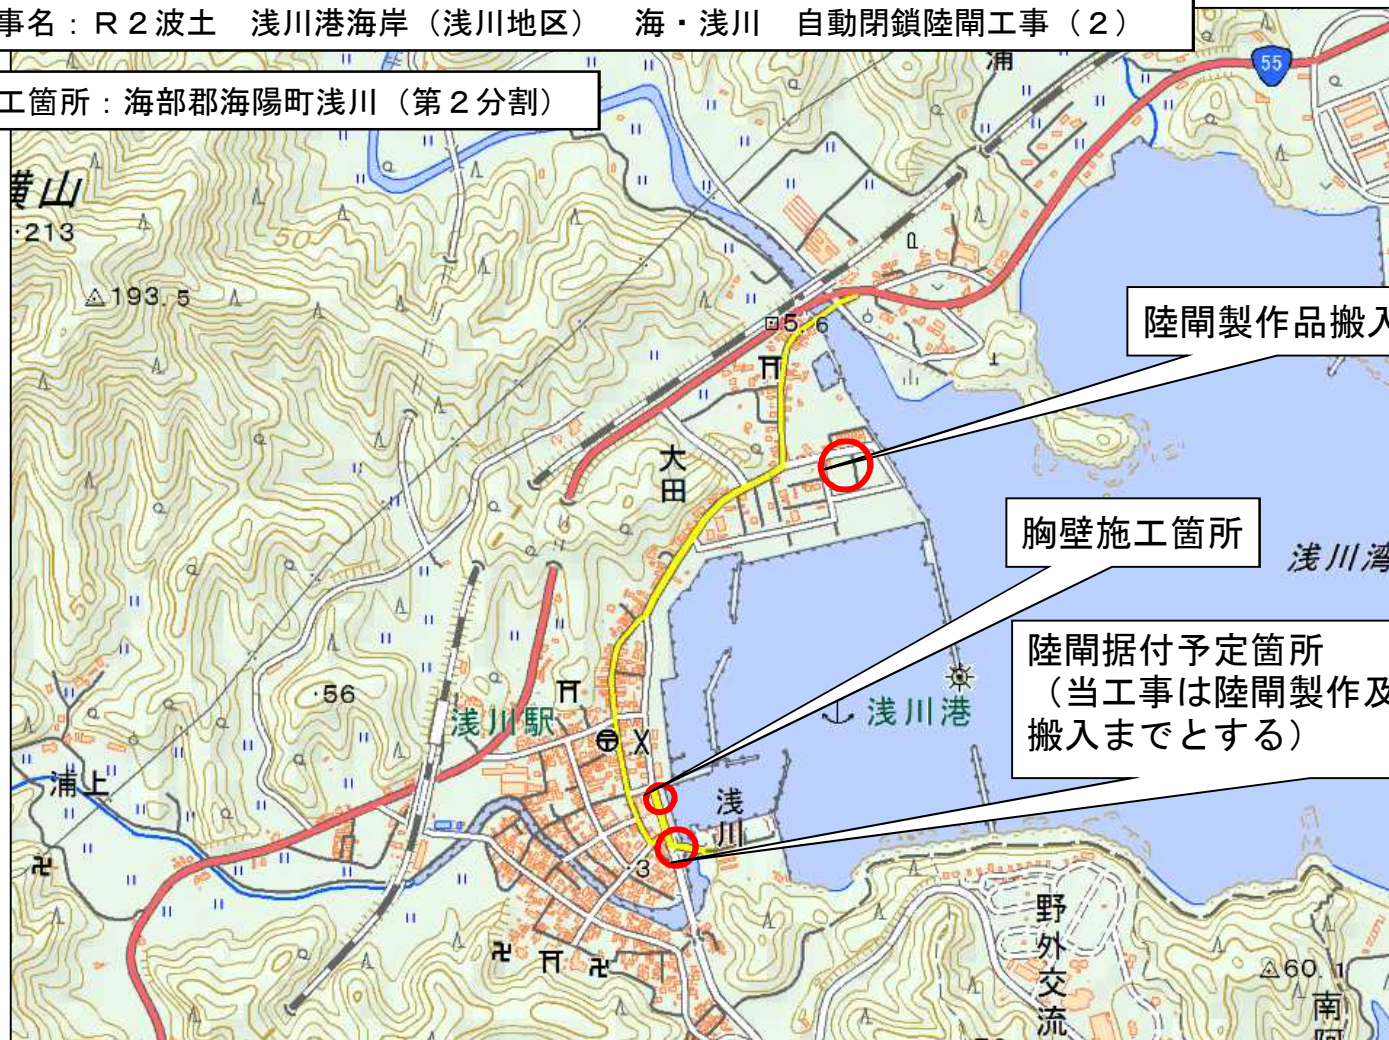 事名：Ｒ２波土　浅川港海岸（浅川地区）　海・浅川　自動閉鎖陸閘工事（２）
工箇所：海部郡海陽町浅川（第２分割）
浦
55
横山
213
193.5
5.6
陸閘製作品搬入
大田
胸壁施工箇所
浅川湾
陸閘据付予定箇所
（当工事は陸閘製作及
搬入までとする）
56
浅川駅
浅川港
浦上
浅川
3
50
50
野外交流
60.1
南阿